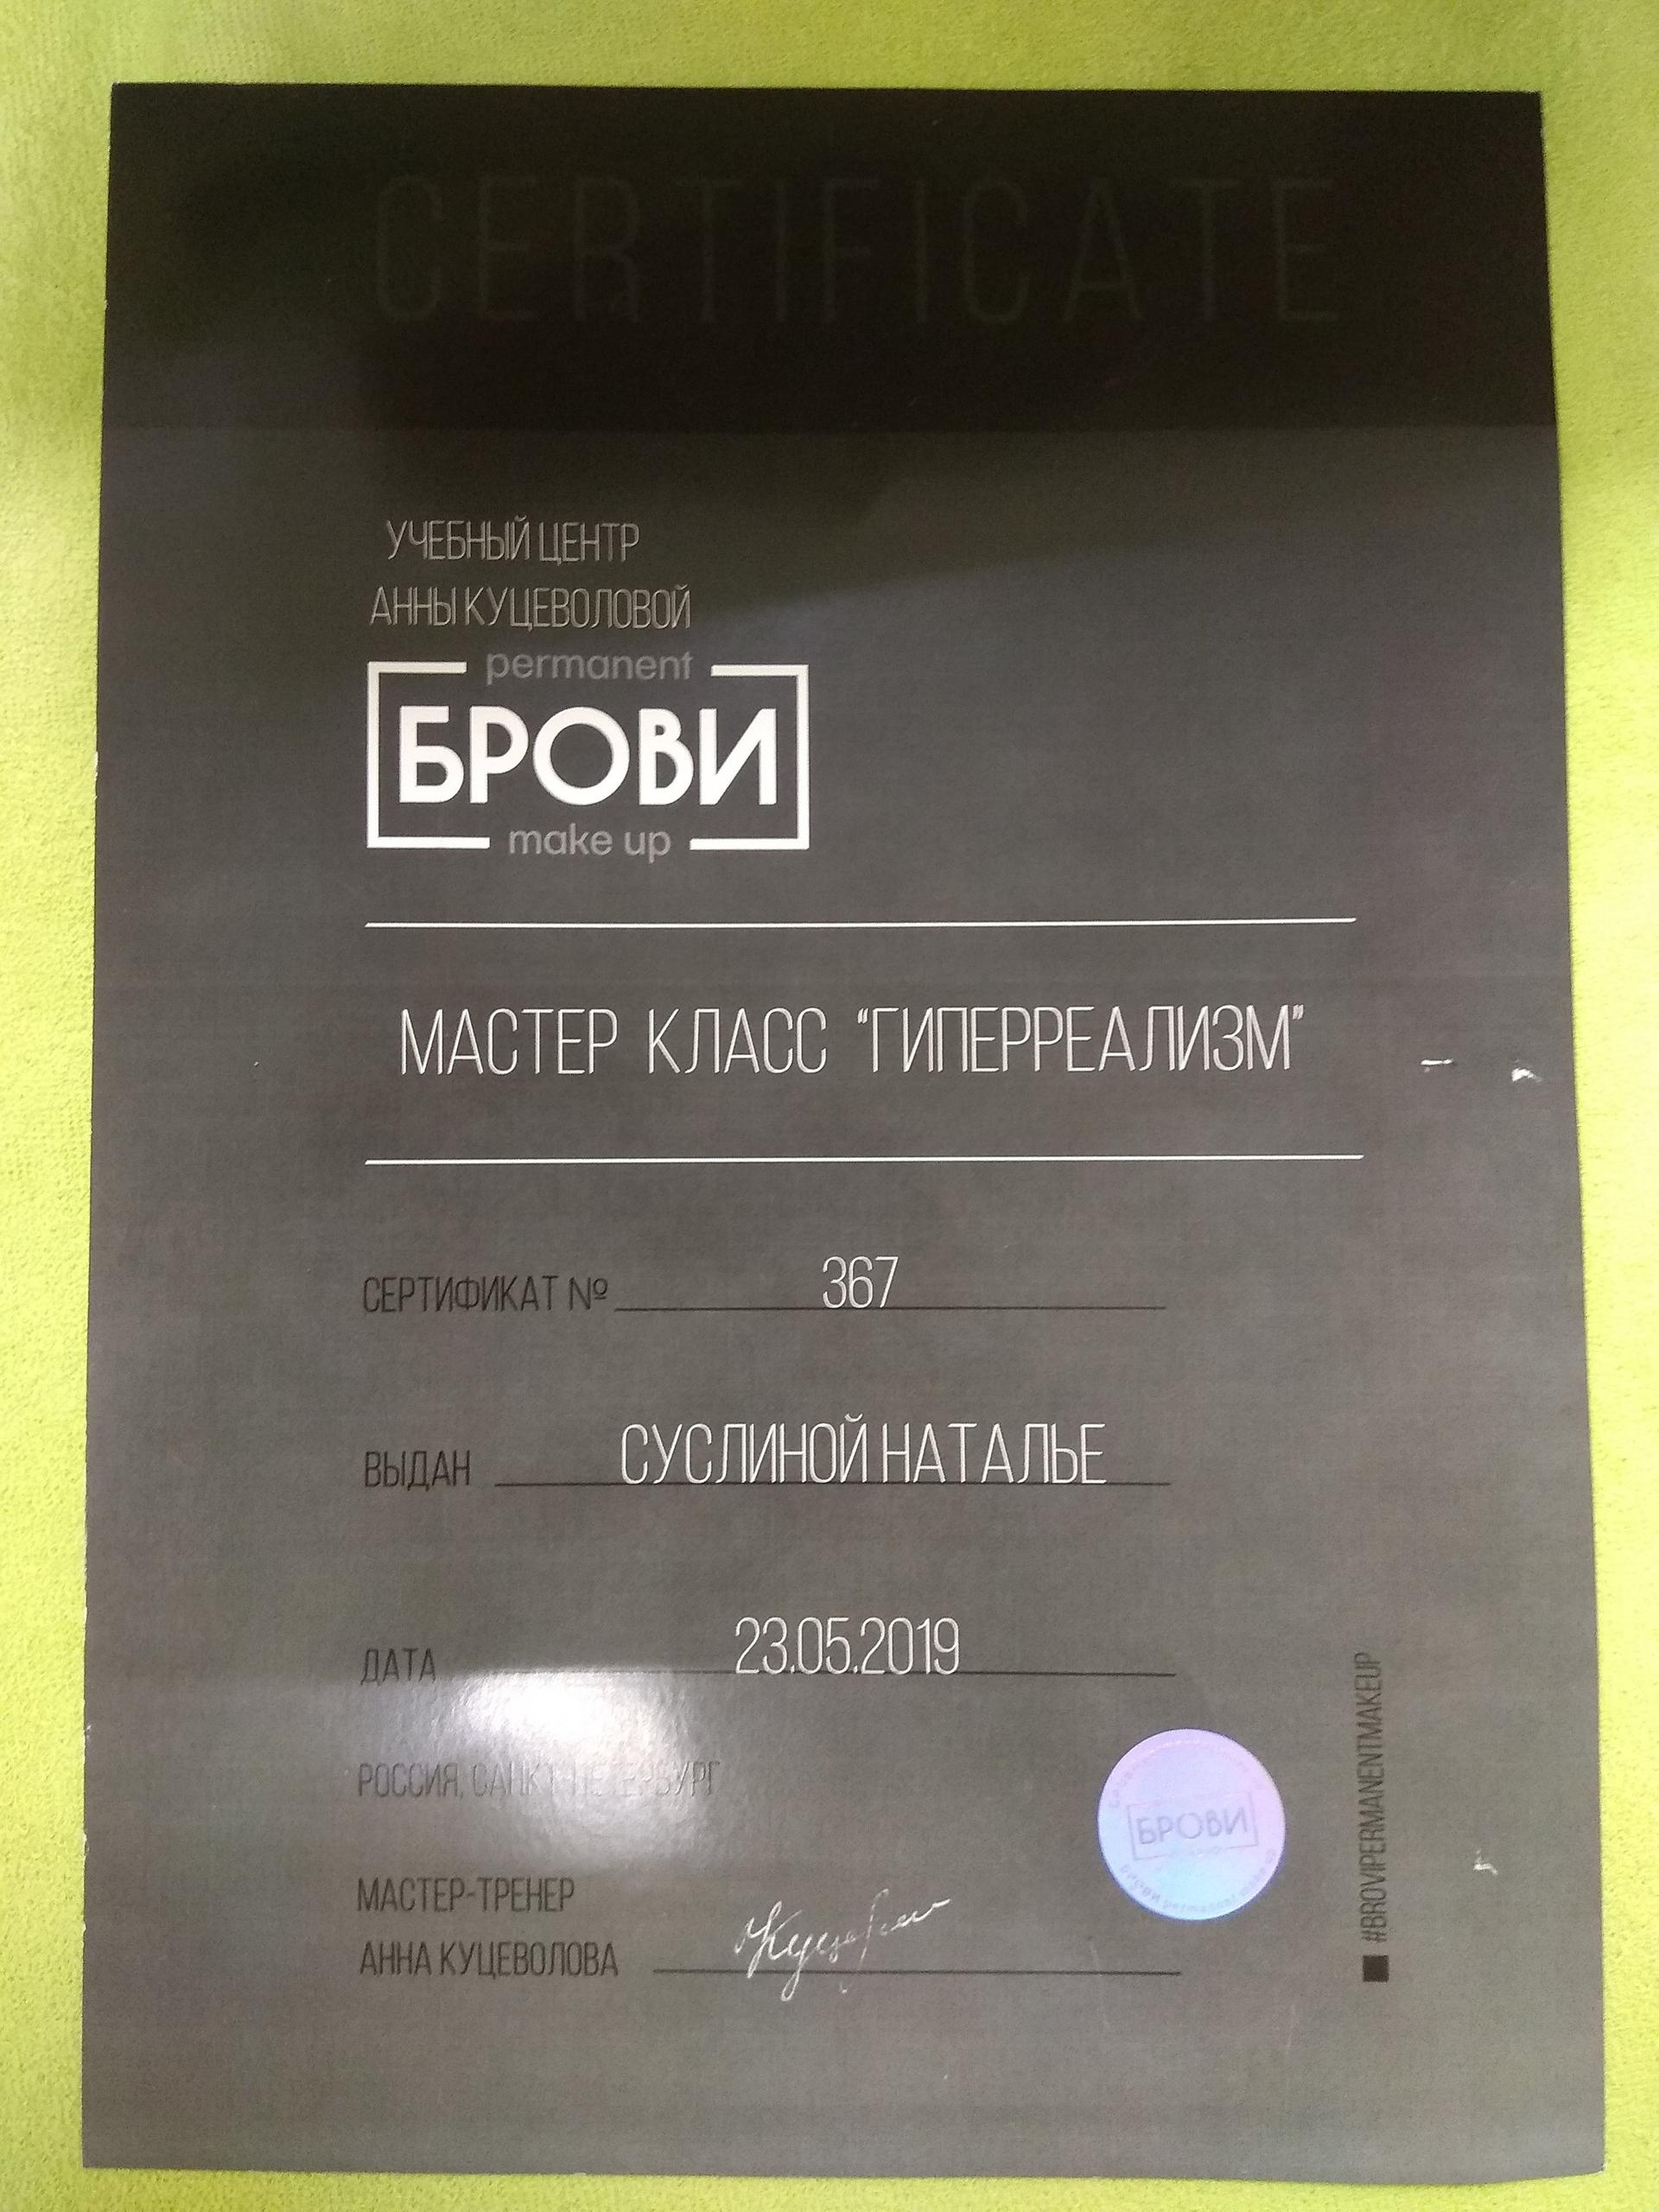 CERTIFICATE
УЧЕБНЫЙ ЦЕНТР
АННЫ КУЦЕВОЛОВОЙ
permanent
БРОВИ
make up
МАСТЕР КЛАСС "ГИПЕРРЕАЛИЗМ"
СЕРТИФИКАТ № 367
ВЫДАН СУСЛИНОЙ НАТАЛЬЕ
ДАТА 23.05.2019
РОССИЯ, САНКТ-ПЕТЕРБУРГ
БРОВИ
МАСТЕР-ТРЕНЕР
АННА КУЦЕВОЛОВА
#BROVIPERMANENTMAKEUP